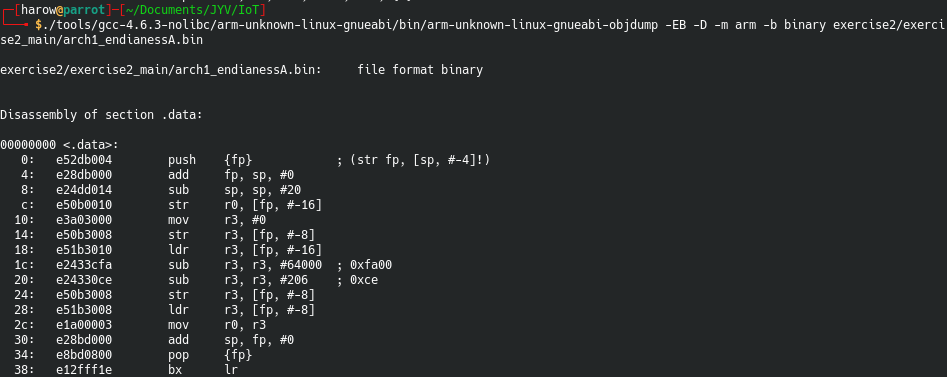 ┌─[harow@parrot]─[~/Documents/JYV/IoT]
└──╼ $./tools/gcc-4.6.3-nolibc/arm-unknown-linux-gnueabi/bin/arm-unknown-linux-gnueabi-objdump -EB -D -m arm -b binary exercise2/exerci
se2_main/arch1_endianessA.bin
exercise2/exercise2_main/arch1_endianessA.bin:     file format binary
Disassembly of section .data:
00000000 <.data>:
   0:   e52db004        push    {fp}            ; (str fp, [sp, #-4]!)
   4:   e28db000        add     fp, sp, #0
   8:   e24dd014        sub     sp, sp, #20
   c:   e50b0010        str     r0, [fp, #-16]
  10:   e3a03000        mov     r3, #0
  14:   e50b3008        str     r3, [fp, #-8]
  18:   e51b3010        ldr     r3, [fp, #-16]
  1c:   e2433cfa        sub     r3, r3, #64000  ; 0xfa00
  20:   e24330ce        sub     r3, r3, #206    ; 0xce
  24:   e50b3008        str     r3, [fp, #-8]
  28:   e51b3008        ldr     r3, [fp, #-8]
  2c:   e1a00003        mov     r0, r3
  30:   e28bd000        add     sp, fp, #0
  34:   e8bd0800        pop     {fp}
  38:   e12fff1e        bx      lr